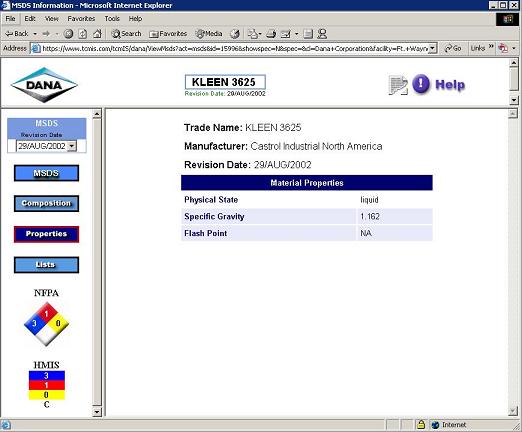 MSDS Information - Microsoft Internet Explorer
File Edit View Favorites Tools Help
Back Search Favorites Media
Address https://www.tcmis.com/tcmIS/dana/ViewMsds?act=msds&id=15996&showspec=N&spec=&cl=Dana+Corporation&facility=Ft.+Wayn Go Links »
DANA
KLEEN 3625
Revision Date: 29/AUG/2002
Help
MSDS
Revision Date
29/AUG/2002
MSDS
Composition
Properties
Lists
NFPA
1
3 0
HMIS
3
1
0
C
Trade Name: KLEEN 3625
Manufacturer: Castrol Industrial North America
Revision Date: 29/AUG/2002
Material Properties
Physical State liquid
Specific Gravity 1.162
Flash Point NA
Internet